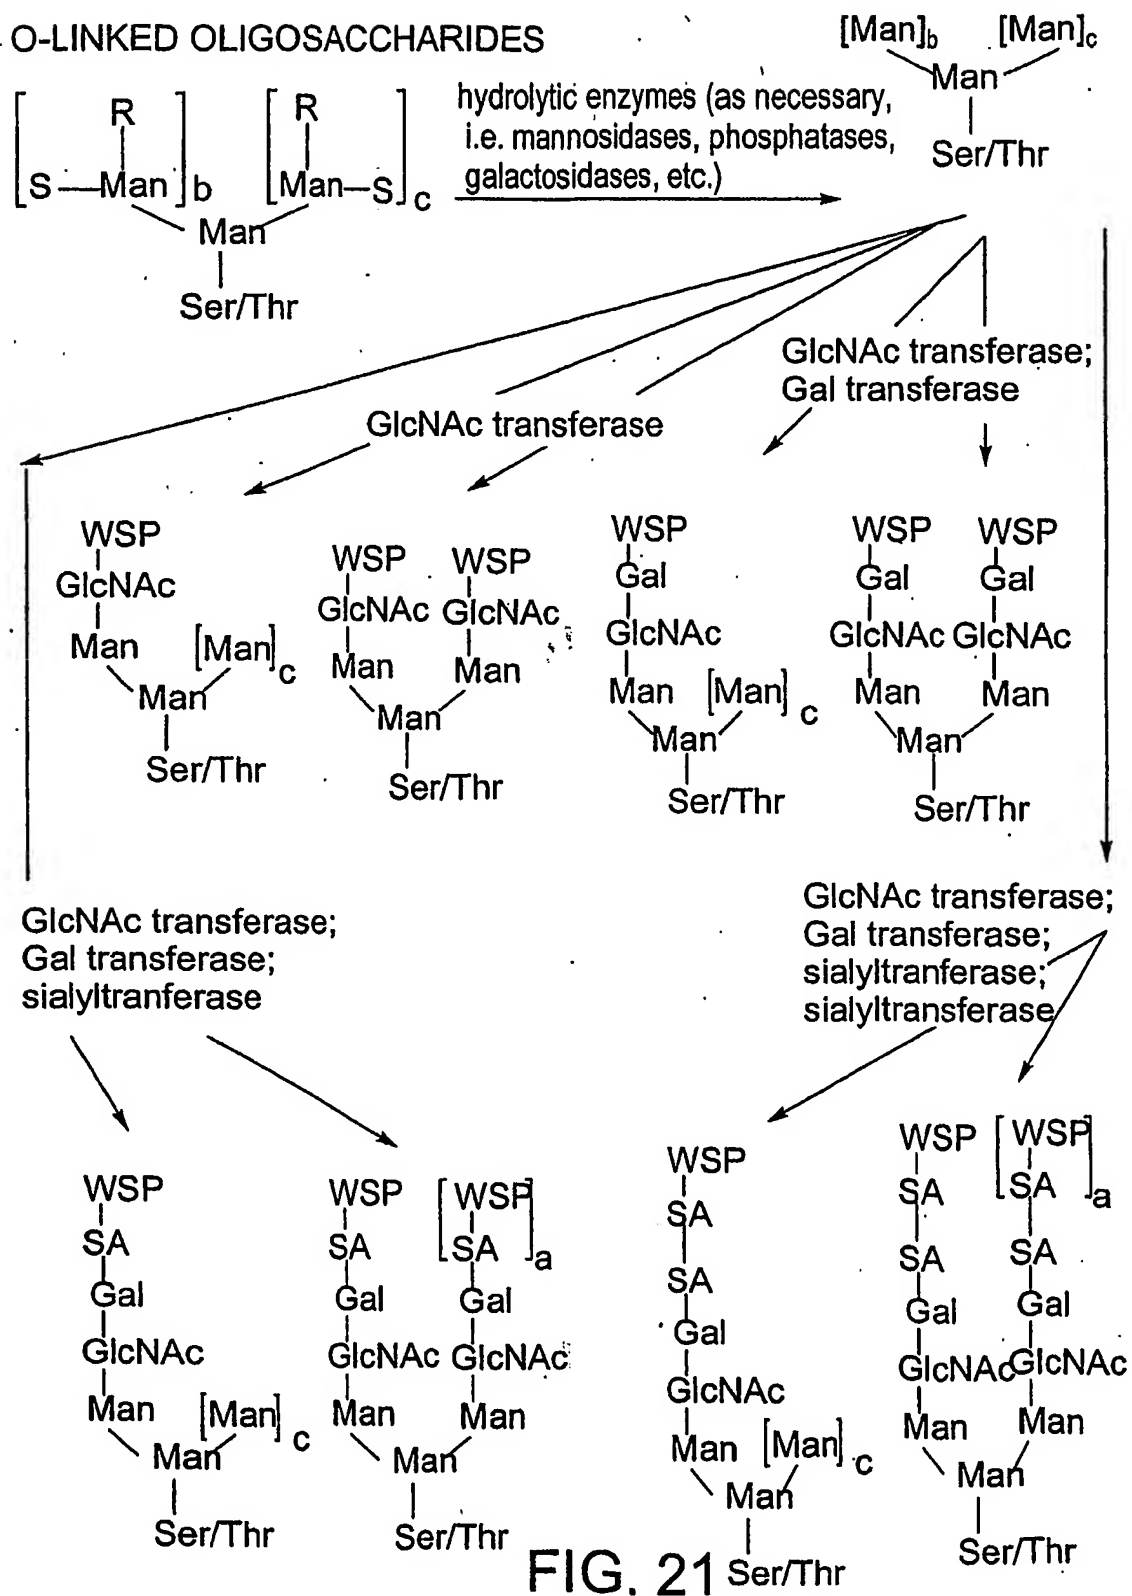 O-LINKED OLIGOSACCHARIDES
[Man]b [Man]c
Man
Ser/Thr
hydrolytic enzymes (as necessary,
i.e. mannosidases, phosphatases,
galactosidases, etc.)
R R
[S—Man]b [Man—S]c
Man
Ser/Thr
GlcNAc transferase;
Gal transferase
GlcNAc transferase
WSP
GlcNAc
Man [Man]c
Man
Ser/Thr
WSP WSP
GlcNAc GlcNAc
Man Man
Man
Ser/Thr
WSP
Gal
GlcNAc
Man [Man]c
Man
Ser/Thr
WSP WSP
Gal Gal
GlcNAc GlcNAc
Man Man
Man
Ser/Thr
GlcNAc transferase;
Gal transferase;
sialyltranferase
GlcNAc transferase;
Gal transferase;
sialyltranferase;
sialyltransferase
WSP
SA
Gal
GlcNAc
Man [Man]c
Man
Ser/Thr
WSP [WSP
SA SA]a
Gal Gal
GlcNAc GlcNAc
Man Man
Man
Ser/Thr
WSP
SA
SA
Gal
GlcNAc
Man [Man]c
Man
Ser/Thr
WSP [WSP
SA SA]a
SA SA
Gal Gal
GlcNAc GlcNAc
Man Man
Man
Ser/Thr
FIG. 21